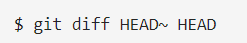 $ git diff HEAD~ HEAD